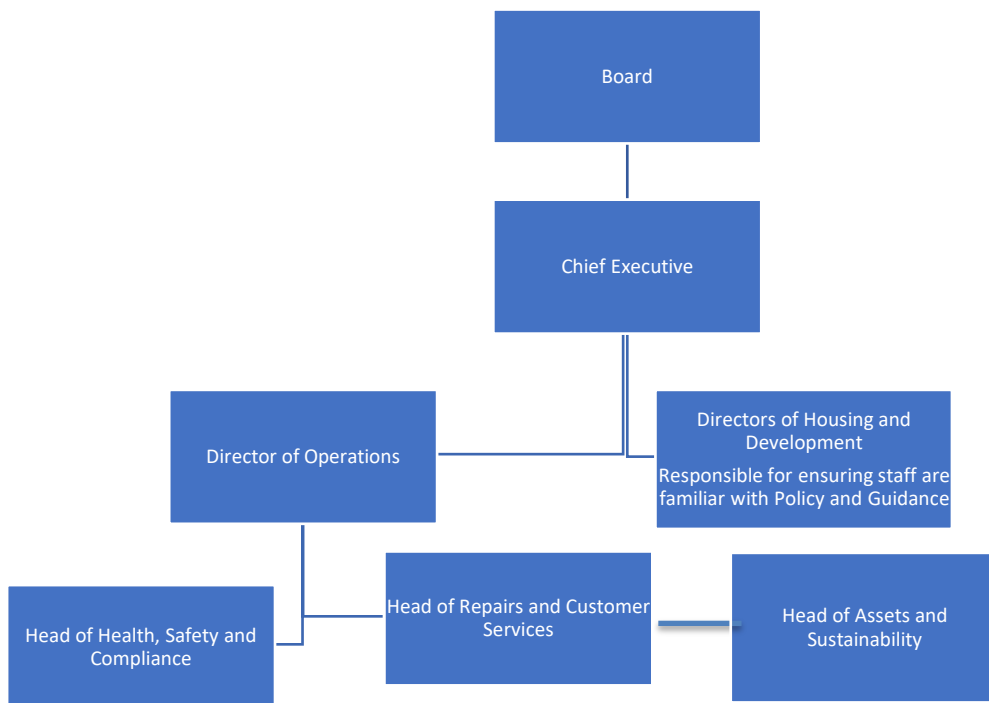 Board
Chief Executive
Director of Operations
Directors of Housing and
Development
Responsible for ensuring staff are
familiar with Policy and Guidance
Head of Health, Safety and
Compliance
Head of Repairs and Customer
Services
Head of Assets and
Sustainability